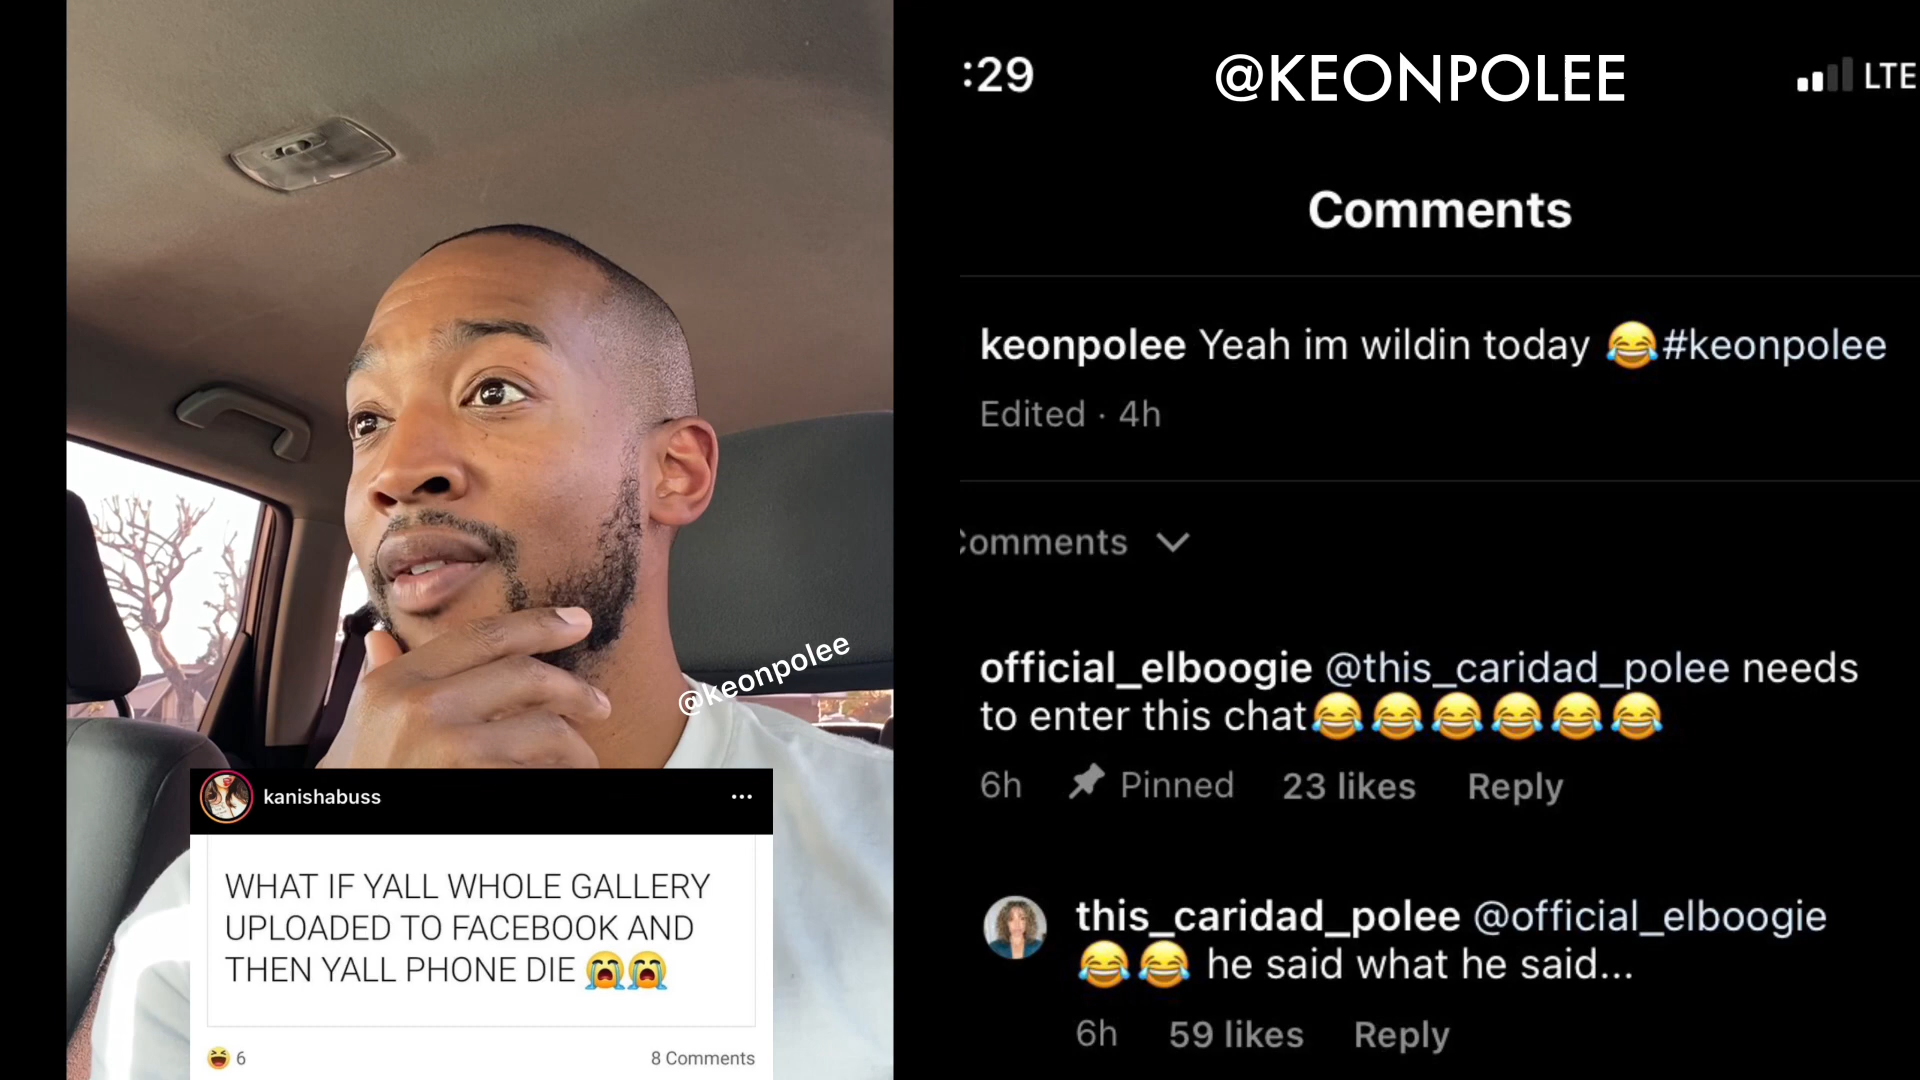 @keonpolee
kanishabuss
WHAT IF YALL WHOLE GALLERY
UPLOADED TO FACEBOOK AND
THEN YALL PHONE DIE 😭😭
😆 6
8 Comments
:29
@KEONPOLEE
LTE
Comments
keonpolee Yeah im wildin today 😂#keonpolee
Edited · 4h
omments
official_elboogie @this_caridad_polee needs
to enter this chat😂😂😂😂😂😂
6h Pinned 23 likes Reply
this_caridad_polee @official_elboogie
😂😂 he said what he said...
6h 59 likes Reply